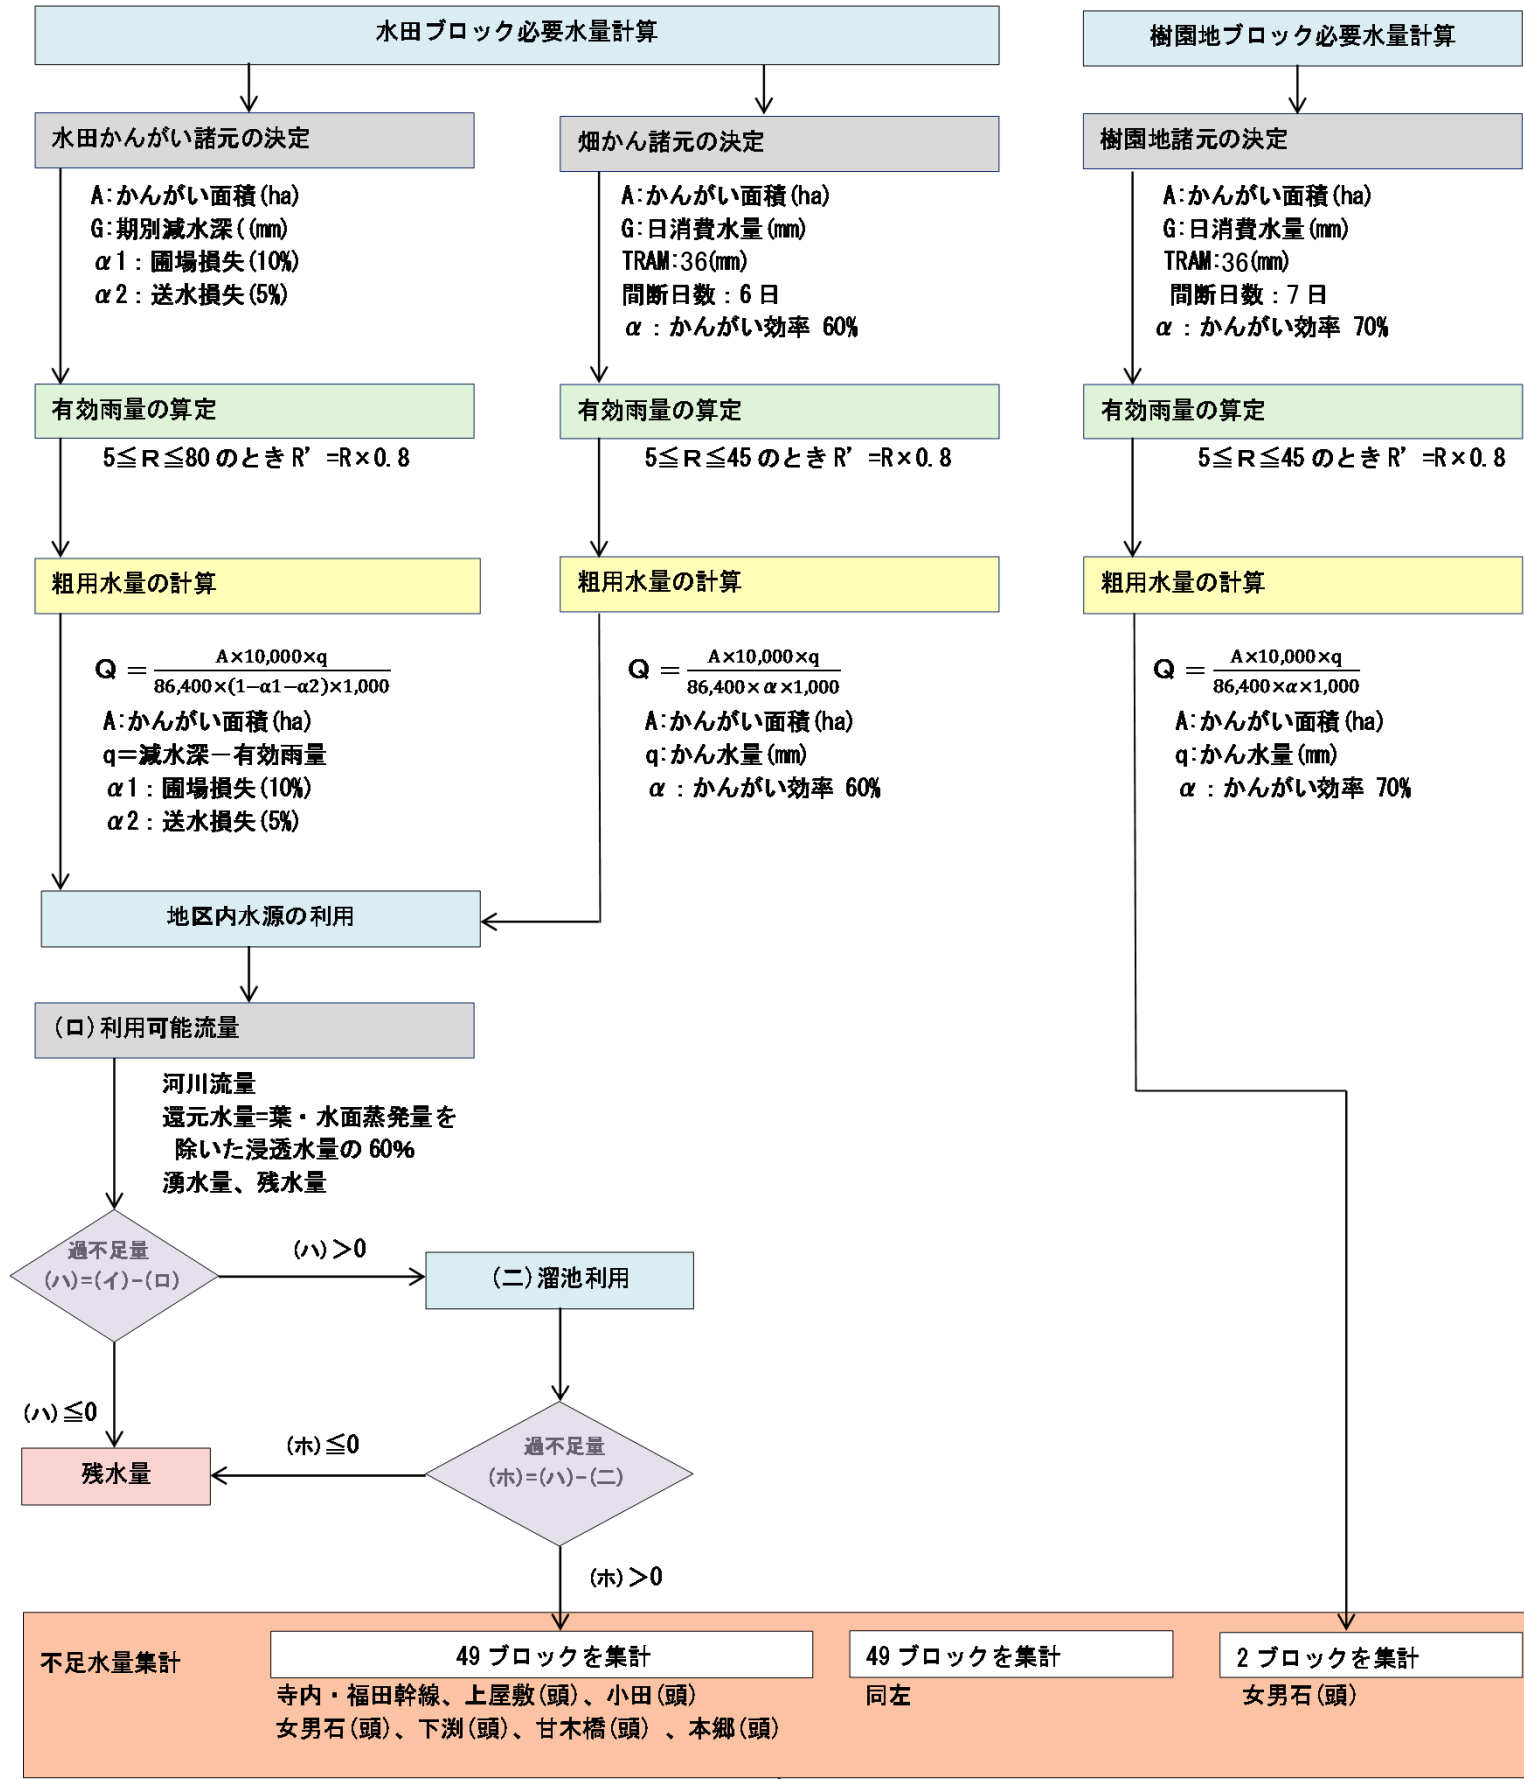 水田ブロック必要水量計算
樹園地ブロック必要水量計算
水田かんがい諸元の決定
A:かんがい面積(ha)
G:期別減水深((mm)
α1:圃場損失(10%)
α2:送水損失(5%)
畑かん諸元の決定
A:かんがい面積(ha)
G:日消費水量(mm)
TRAM:36(mm)
間断日数:6日
α:かんがい効率 60%
樹園地諸元の決定
A:かんがい面積(ha)
G:日消費水量(mm)
TRAM:36(mm)
間断日数:7日
α:かんがい効率 70%
有効雨量の算定
5≦R≦80のときR’=R×0.8
有効雨量の算定
5≦R≦45のときR’=R×0.8
有効雨量の算定
5≦R≦45のときR’=R×0.8
粗用水量の計算
Q = A×10,000×q / 86,400×(1−α1−α2)×1,000
A:かんがい面積(ha)
q=減水深−有効雨量
α1:圃場損失(10%)
α2:送水損失(5%)
粗用水量の計算
Q = A×10,000×q / 86,400×α×1,000
A:かんがい面積(ha)
q:かん水量(mm)
α:かんがい効率 60%
粗用水量の計算
Q = A×10,000×q / 86,400×α×1,000
A:かんがい面積(ha)
q:かん水量(mm)
α:かんがい効率 70%
地区内水源の利用
(ロ)利用可能流量
河川流量
還元水量=葉・水面蒸発量を
除いた浸透水量の60%
湧水量、残水量
過不足量
(ハ)=(イ)-(ロ)
(ハ)>0
(ニ)溜池利用
(ハ)≦0
残水量
(ホ)≦0
過不足量
(ホ)=(ハ)-(ニ)
(ホ)>0
不足水量集計
49ブロックを集計
寺内・福田幹線、上屋敷(頭)、小田(頭)
女男石(頭)、下渕(頭)、甘木橋(頭) 、本郷(頭)
49ブロックを集計
同左
2ブロックを集計
女男石(頭)